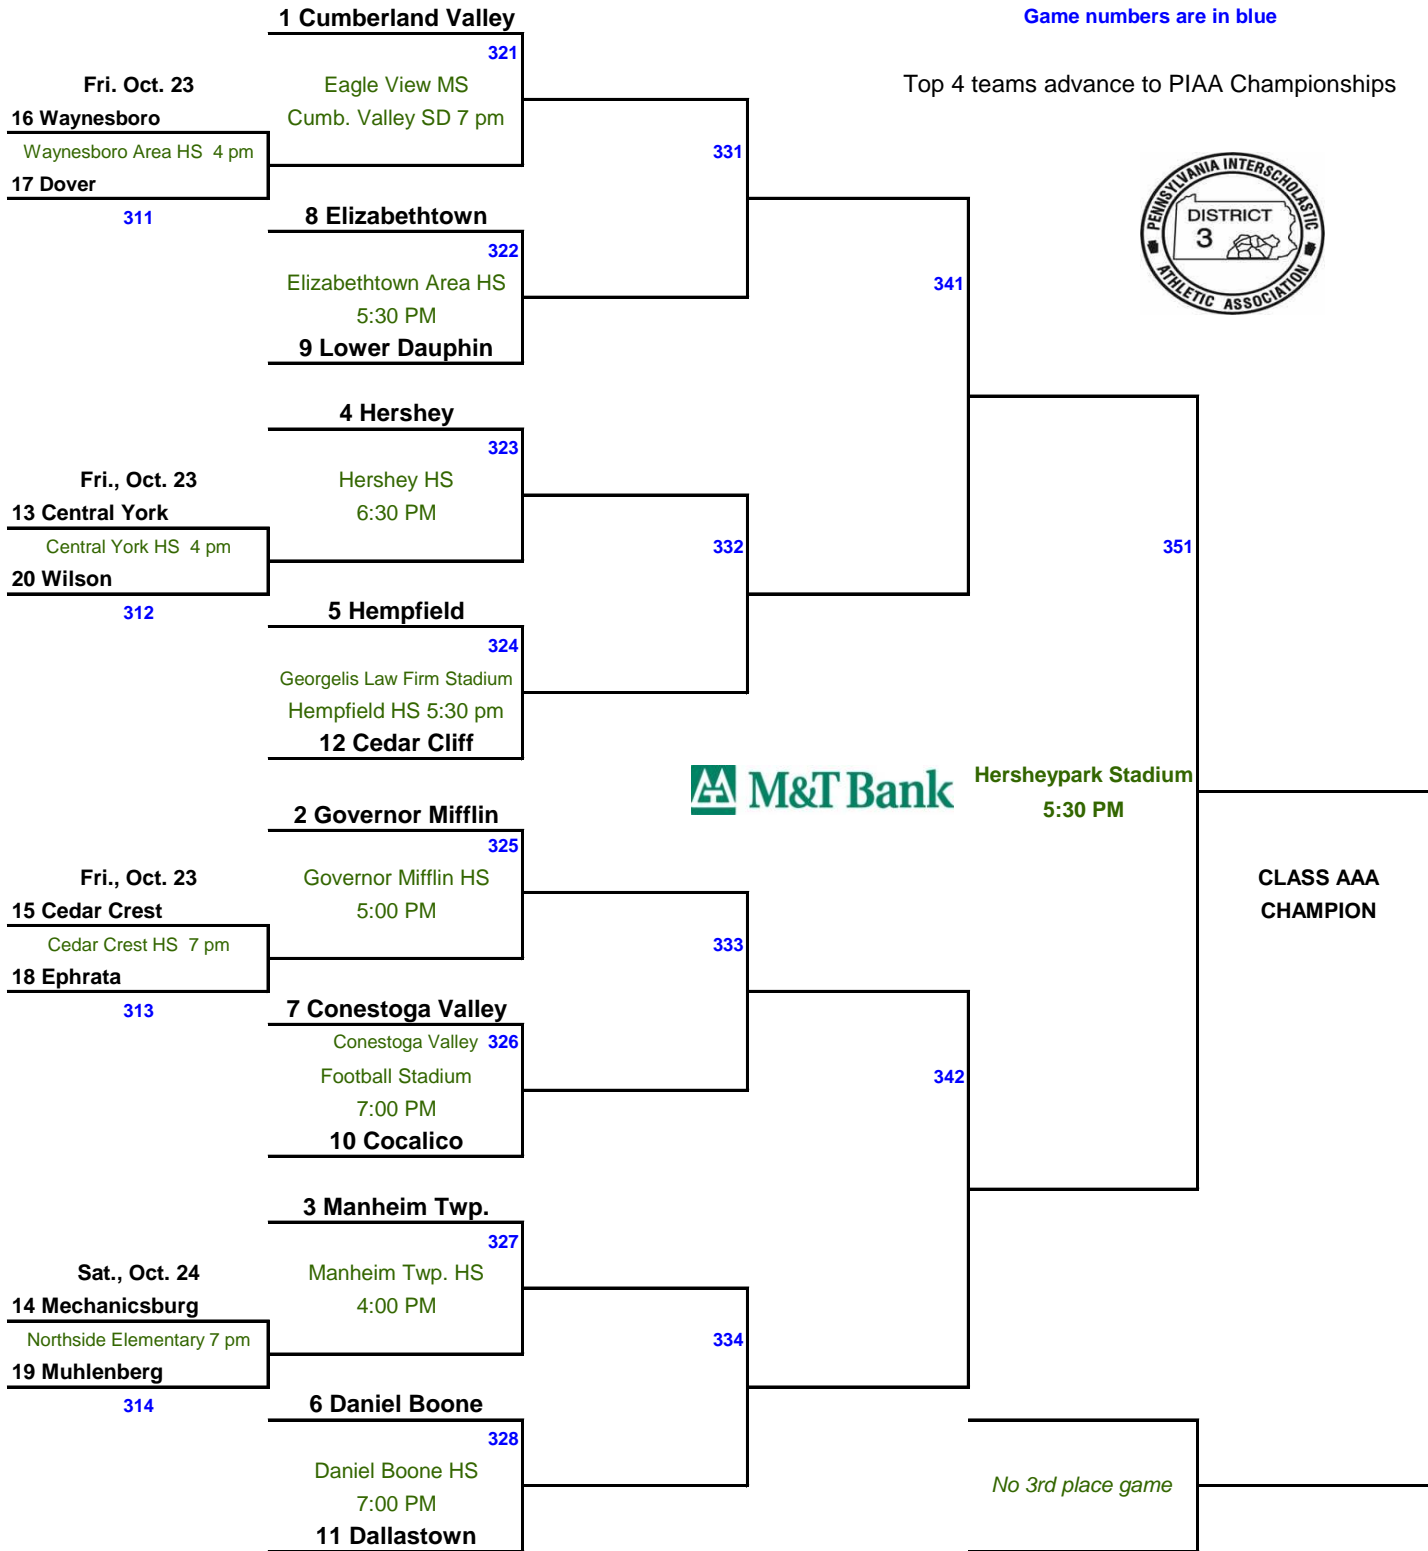 1 Cumberland Valley
Game numbers are in blue
321
Fri. Oct. 23
Eagle View MS
Top 4 teams advance to PIAA Championships
16 Waynesboro
Cumb. Valley SD 7 pm
Waynesboro Area HS 4 pm
331
17 Dover
311
8 Elizabethtown
PENNSYLVANIA INTERSCHOLASTIC
DISTRICT
3
ATHLETIC ASSOCIATION
322
Elizabethtown Area HS
341
5:30 PM
9 Lower Dauphin
4 Hershey
323
Fri., Oct. 23
Hershey HS
13 Central York
6:30 PM
Central York HS 4 pm
332
351
20 Wilson
312
5 Hempfield
324
Georgelis Law Firm Stadium
Hempfield HS 5:30 pm
12 Cedar Cliff
M&T Bank
Hersheypark Stadium
5:30 PM
2 Governor Mifflin
325
Fri., Oct. 23
Governor Mifflin HS
CLASS AAA
15 Cedar Crest
5:00 PM
CHAMPION
Cedar Crest HS 7 pm
333
18 Ephrata
313
7 Conestoga Valley
Conestoga Valley 326
Football Stadium
342
7:00 PM
10 Cocalico
3 Manheim Twp.
327
Sat., Oct. 24
Manheim Twp. HS
14 Mechanicsburg
4:00 PM
Northside Elementary 7 pm
334
19 Muhlenberg
314
6 Daniel Boone
328
Daniel Boone HS
No 3rd place game
7:00 PM
11 Dallastown